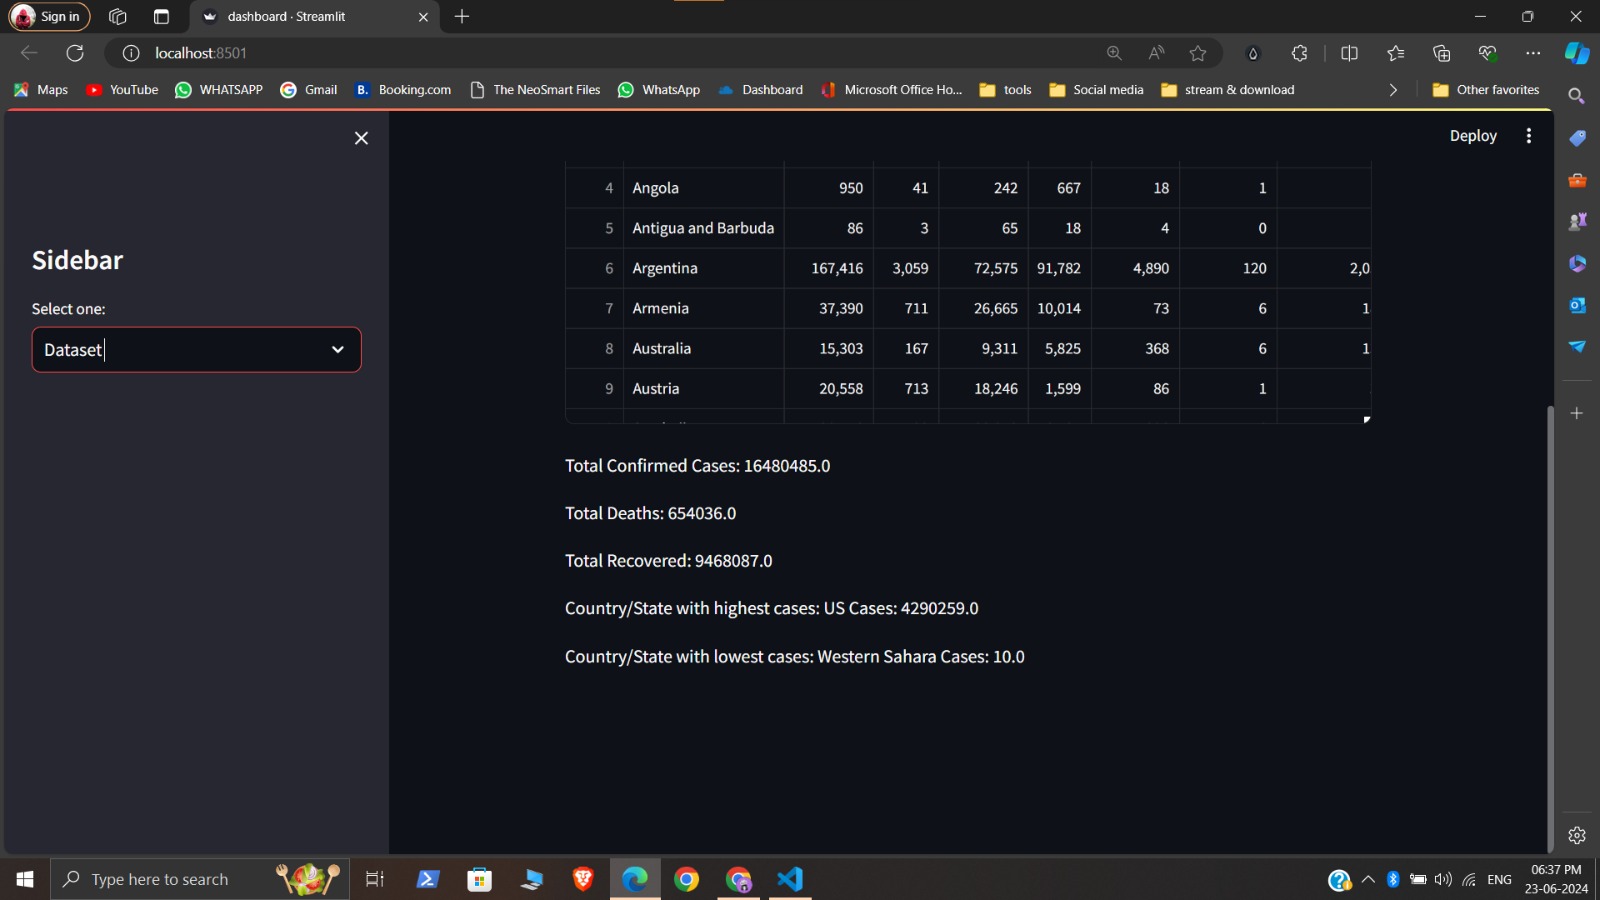 Sign in
dashboard · Streamlit
localhost:8501
Maps YouTube WHATSAPP Gmail B. Booking.com The NeoSmart Files WhatsApp Dashboard Microsoft Office Ho... tools Social media stream & download Other favorites
Deploy
Sidebar
Select one:
Dataset
4 Angola 950 41 242 667 18 1
5 Antigua and Barbuda 86 3 65 18 4 0
6 Argentina 167,416 3,059 72,575 91,782 4,890 120 2,0
7 Armenia 37,390 711 26,665 10,014 73 6 1
8 Australia 15,303 167 9,311 5,825 368 6 1
9 Austria 20,558 713 18,246 1,599 86 1
Total Confirmed Cases: 16480485.0
Total Deaths: 654036.0
Total Recovered: 9468087.0
Country/State with highest cases: US Cases: 4290259.0
Country/State with lowest cases: Western Sahara Cases: 10.0
Type here to search
ENG
06:37 PM
23-06-2024